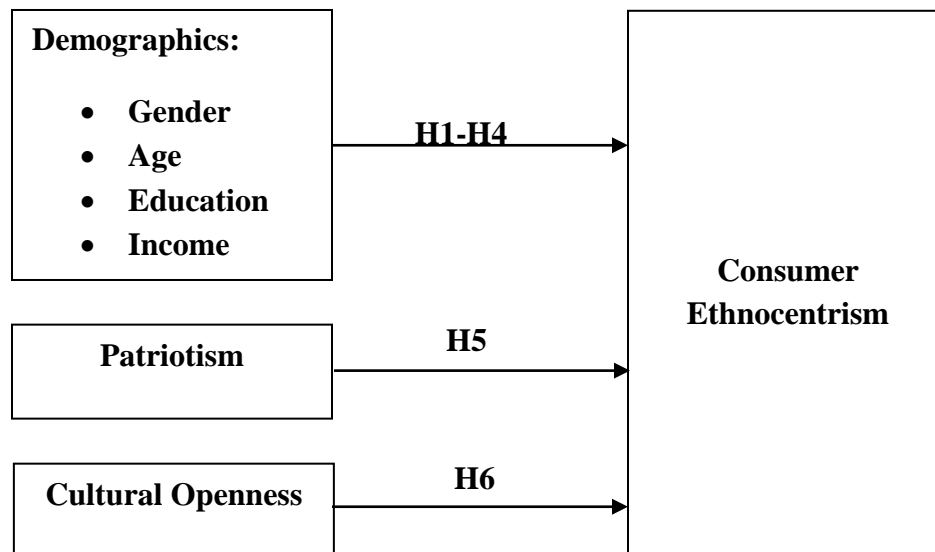 Demographics:
• Gender
• Age
• Education
• Income
H1-H4
Patriotism
H5
Cultural Openness
H6
Consumer
Ethnocentrism